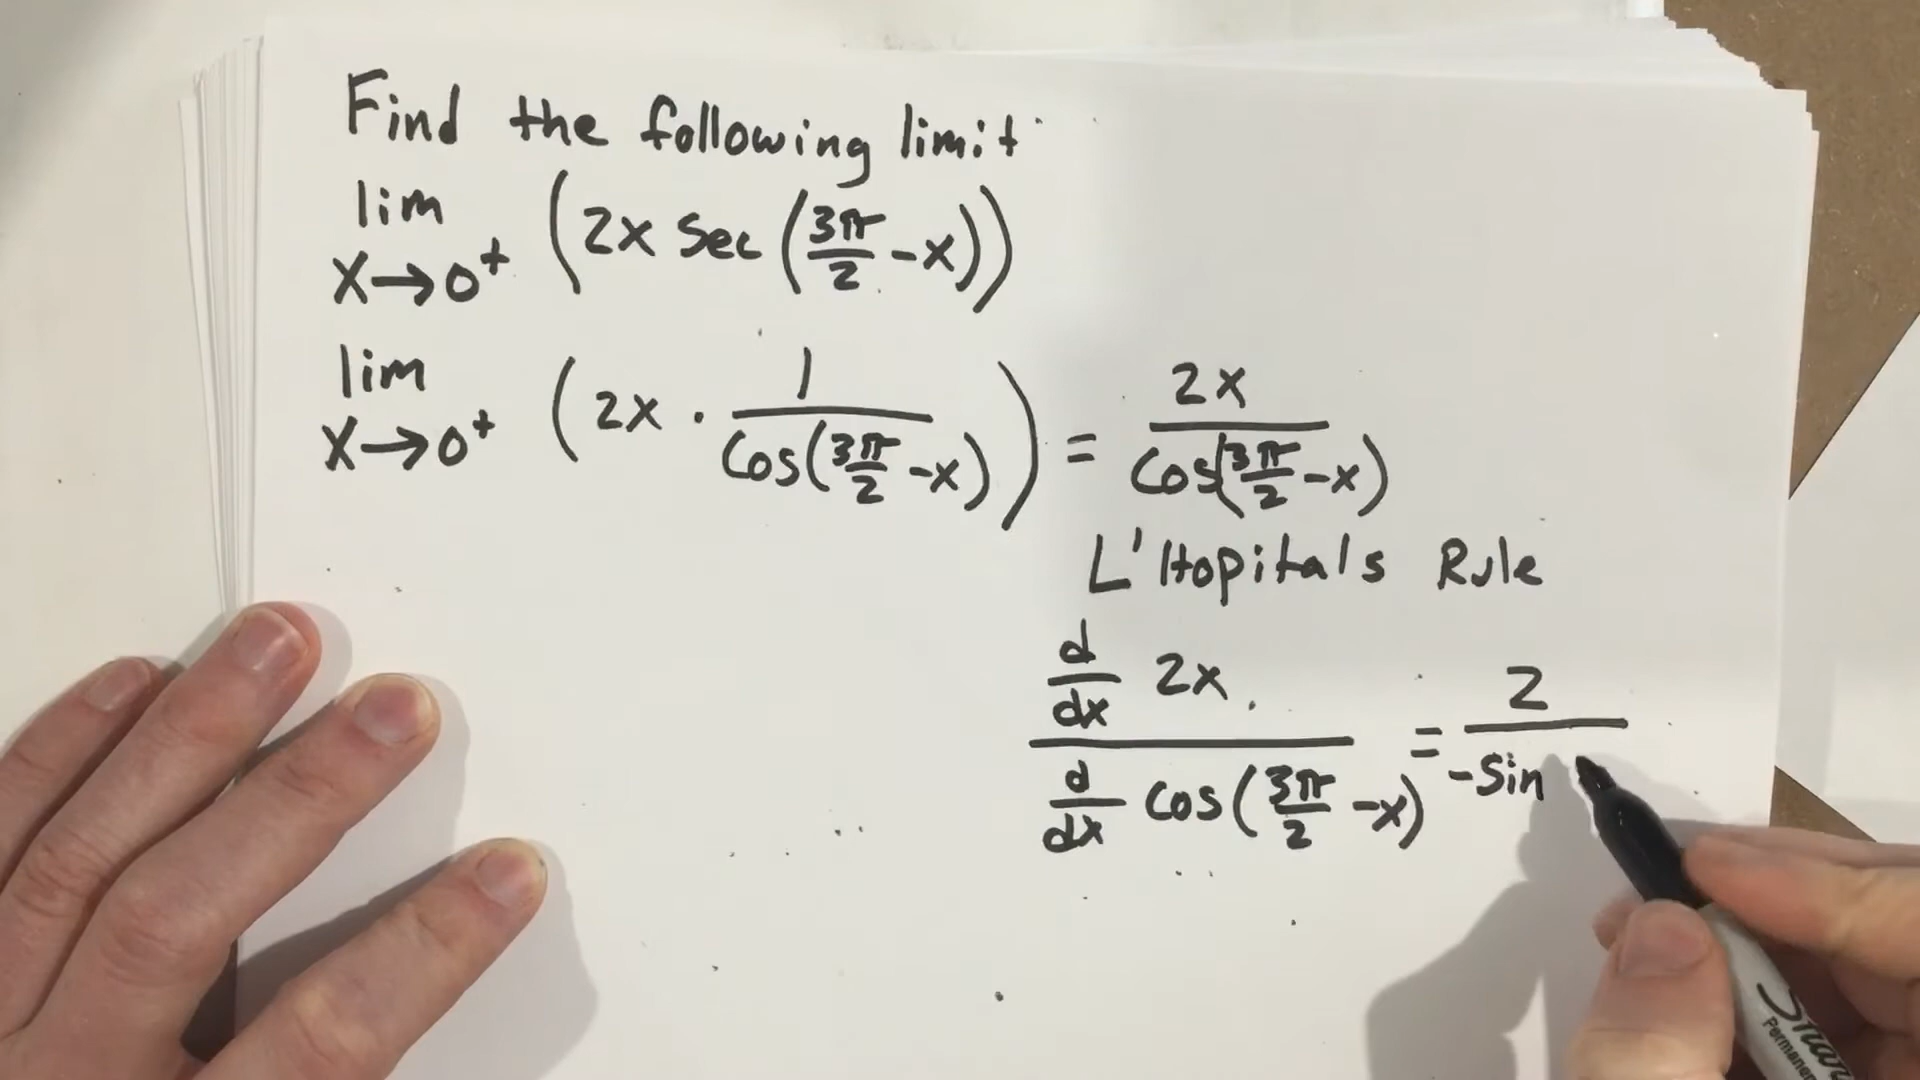 Find the following limit
lim x→0⁺ (2x sec(3π/2 - x))
lim x→0⁺ (2x · 1/cos(3π/2 - x)) = 2x/cos(3π/2 - x)
L'Hopitals Rule
d/dx 2x / d/dx cos(3π/2 - x) = 2/-sin
Permanent